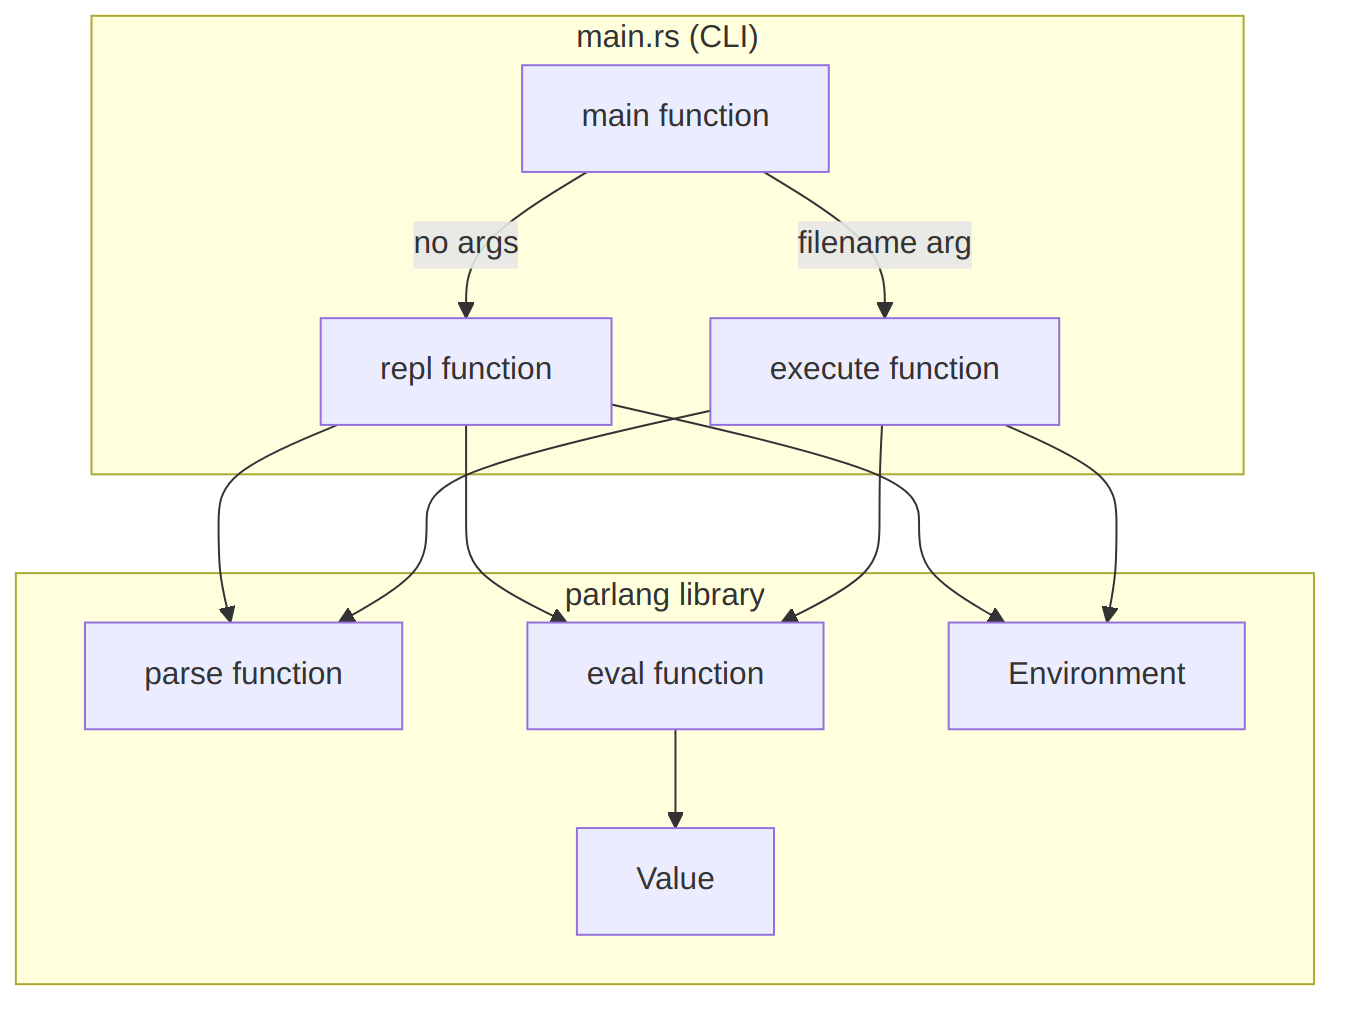 main.rs (CLI)
main function
no args
filename arg
repl function
execute function
parlang library
parse function
eval function
Environment
Value